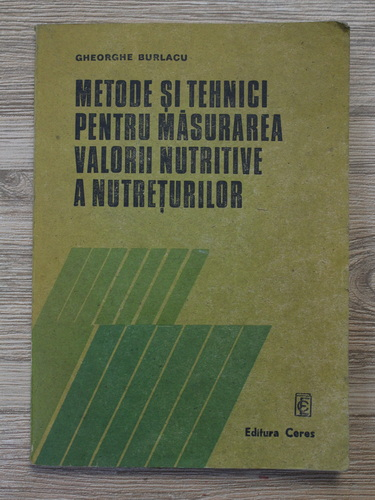 GHEORGHE BURLACU
METODE ȘI TEHNICI
PENTRU MĂSURAREA
VALORII NUTRITIVE
A NUTREȚURILOR
Editura Ceres